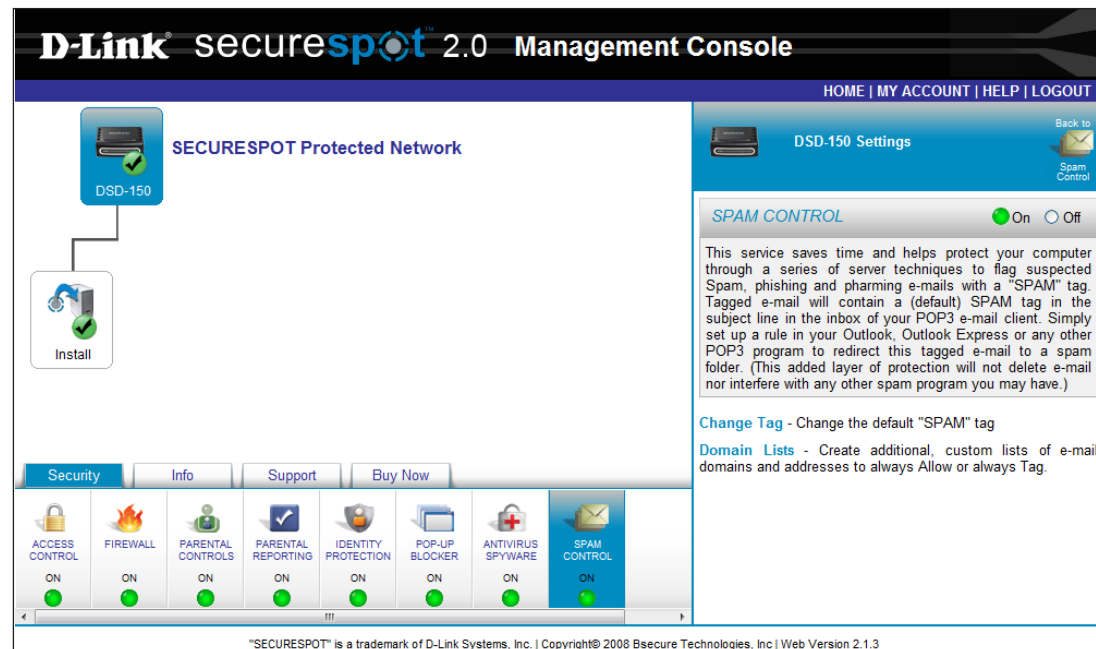 D-Link® securespot™ 2.0 Management Console
HOME | MY ACCOUNT | HELP | LOGOUT
DSD-150
SECURESPOT Protected Network
Install
DSD-150 Settings
Back to
Spam
Control
SPAM CONTROL
On
Off
This service saves time and helps protect your computer
through a series of server techniques to flag suspected
Spam, phishing and pharming e-mails with a "SPAM" tag.
Tagged e-mail will contain a (default) SPAM tag in the
subject line in the inbox of your POP3 e-mail client. Simply
set up a rule in your Outlook, Outlook Express or any other
POP3 program to redirect this tagged e-mail to a spam
folder. (This added layer of protection will not delete e-mail
nor interfere with any other spam program you may have.)
Change Tag - Change the default "SPAM" tag
Domain Lists - Create additional, custom lists of e-mail
domains and addresses to always Allow or always Tag.
Security
Info
Support
Buy Now
ACCESS
CONTROL
ON
FIREWALL
ON
PARENTAL
CONTROLS
ON
PARENTAL
REPORTING
ON
IDENTITY
PROTECTION
ON
POP-UP
BLOCKER
ON
ANTIVIRUS
SPYWARE
ON
SPAM
CONTROL
ON
"SECURESPOT" is a trademark of D-Link Systems, Inc. | Copyright© 2008 Bsecure Technologies, Inc | Web Version 2.1.3